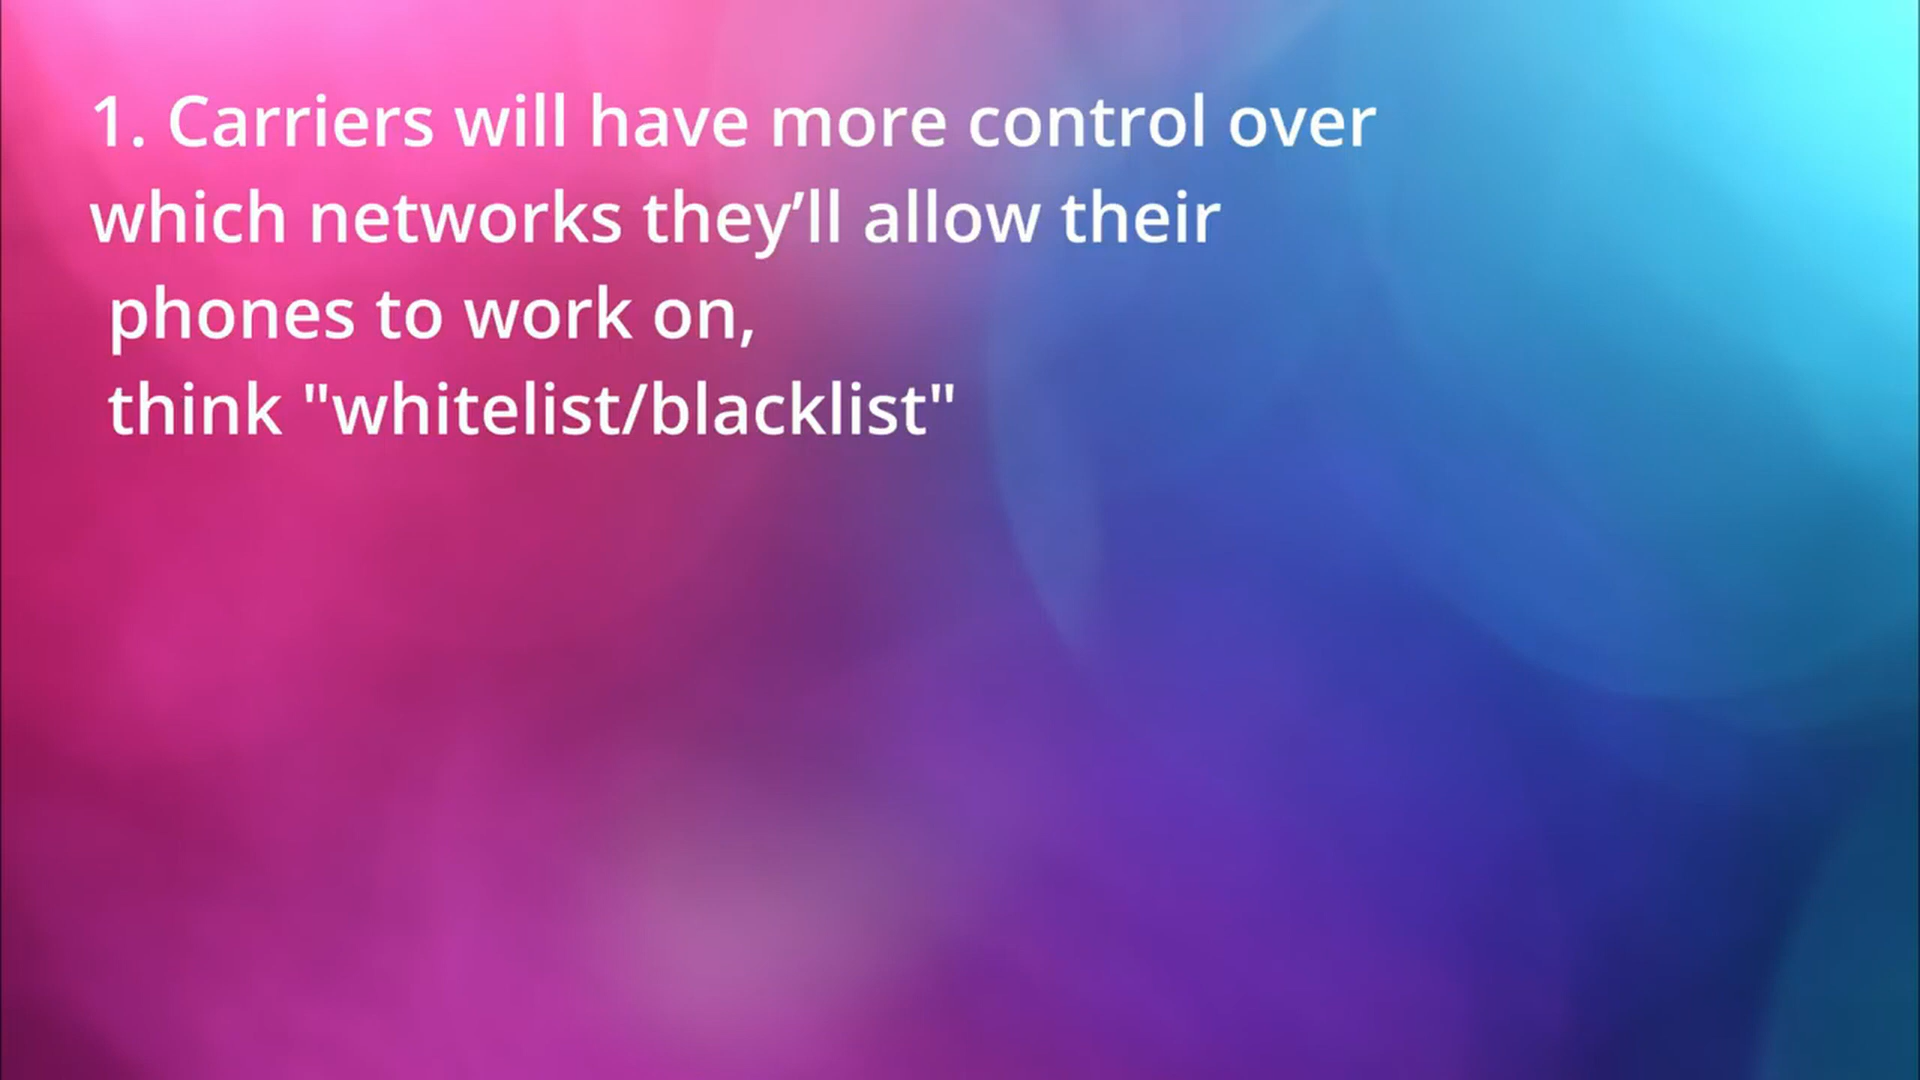 1. Carriers will have more control over
which networks they’ll allow their
phones to work on,
think "whitelist/blacklist"